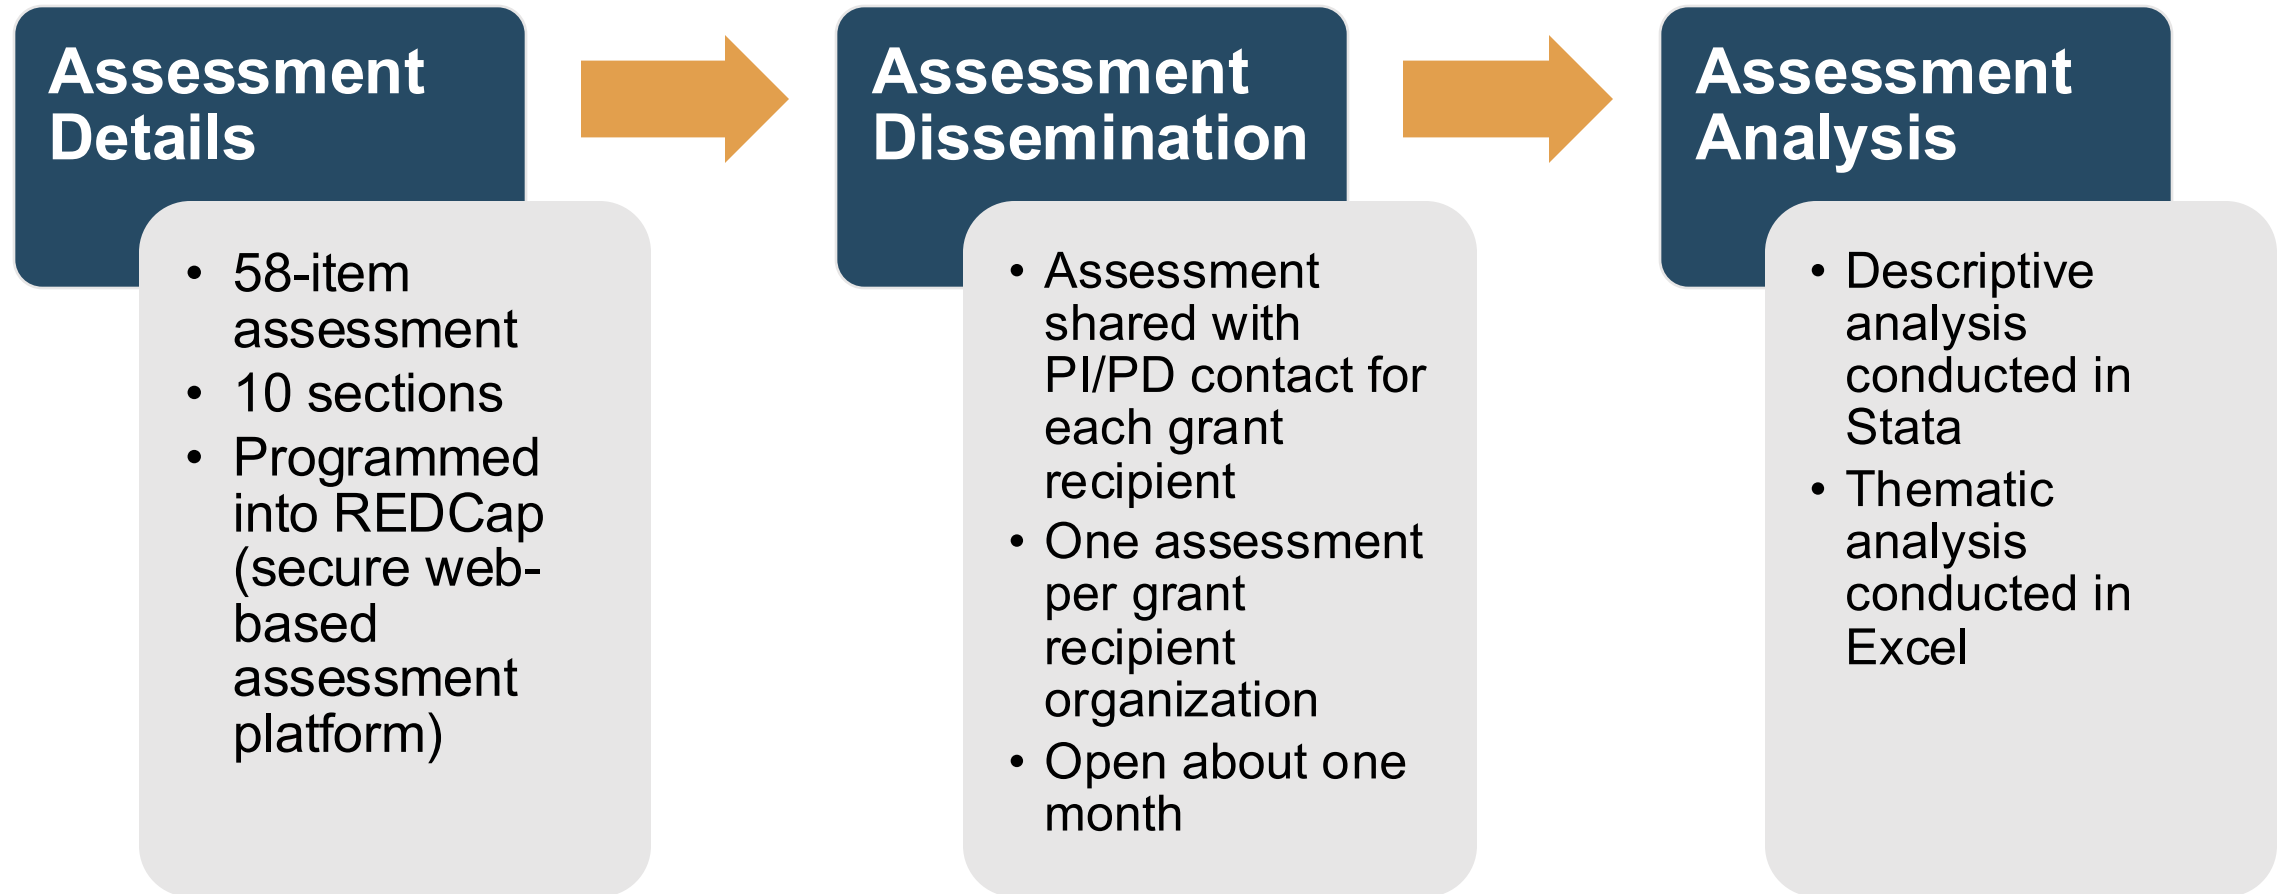 Assessment
Details
• 58-item
assessment
• 10 sections
• Programmed
into REDCap
(secure web-
based
assessment
platform)
Assessment
Dissemination
• Assessment
shared with
PI/PD contact for
each grant
recipient
• One assessment
per grant
recipient
organization
• Open about one
month
Assessment
Analysis
• Descriptive
analysis
conducted in
Stata
• Thematic
analysis
conducted in
Excel